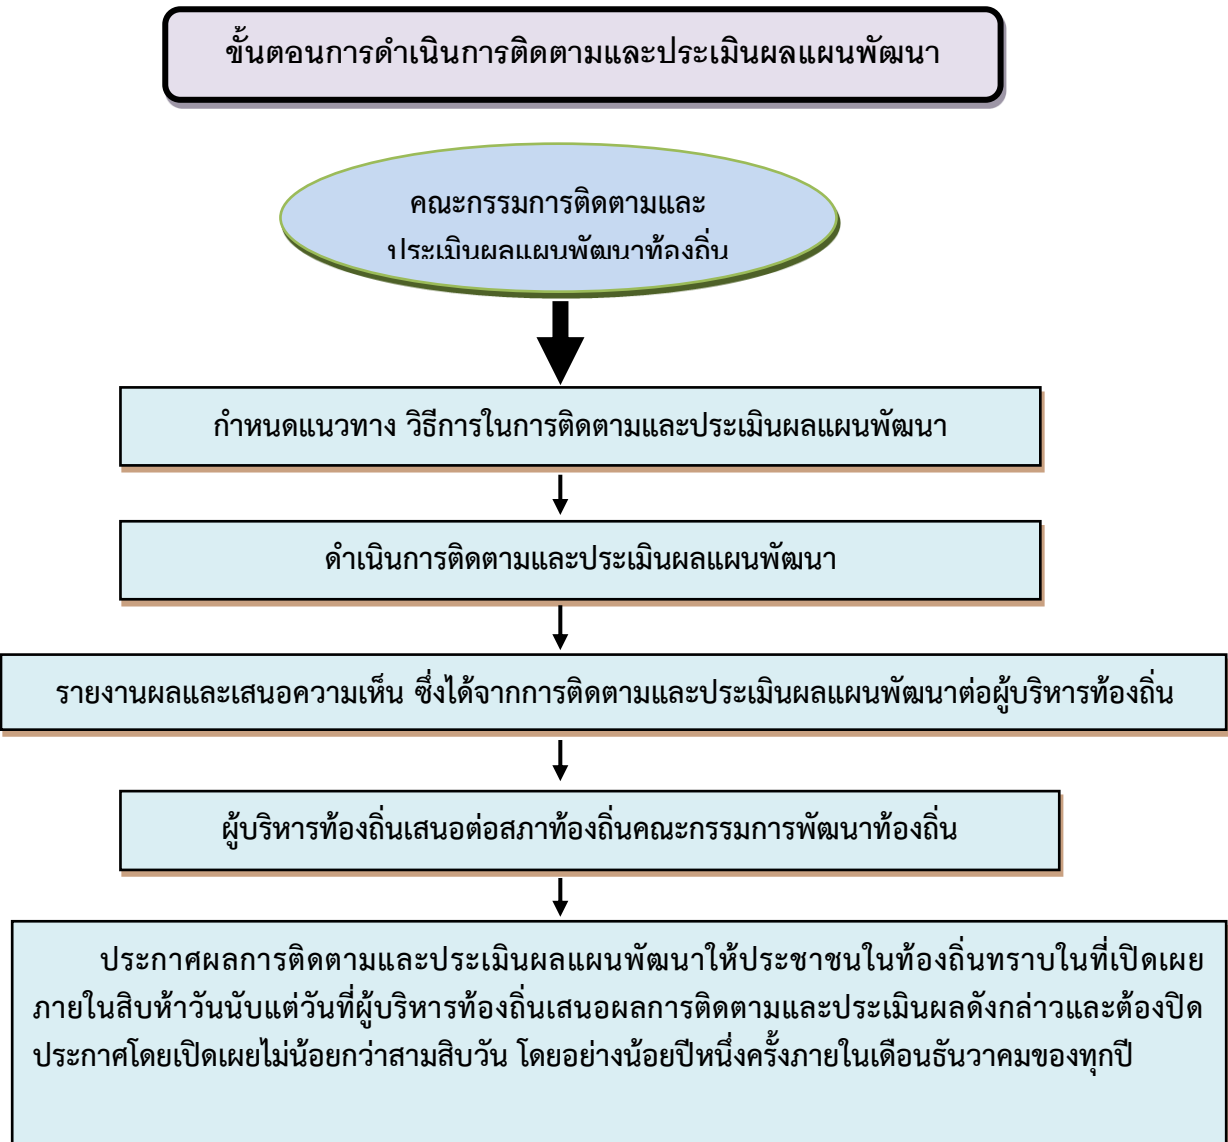 ขั้นตอนการดำเนินการติดตามและประเมินผลแผนพัฒนา
คณะกรรมการติดตามและ
ประเมินผลแผนพัฒนาท้องถิ่น
กำหนดแนวทาง วิธีการในการติดตามและประเมินผลแผนพัฒนา
ดำเนินการติดตามและประเมินผลแผนพัฒนา
รายงานผลและเสนอความเห็น ซึ่งได้จากการติดตามและประเมินผลแผนพัฒนาต่อผู้บริหารท้องถิ่น
ผู้บริหารท้องถิ่นเสนอต่อสภาท้องถิ่นคณะกรรมการพัฒนาท้องถิ่น
ประกาศผลการติดตามและประเมินผลแผนพัฒนาให้ประชาชนในท้องถิ่นทราบในที่เปิดเผย
ภายในสิบห้าวันนับแต่วันที่ผู้บริหารท้องถิ่นเสนอผลการติดตามและประเมินผลดังกล่าวและต้องปิด
ประกาศโดยเปิดเผยไม่น้อยกว่าสามสิบวัน โดยอย่างน้อยปีหนึ่งครั้งภายในเดือนธันวาคมของทุกปี